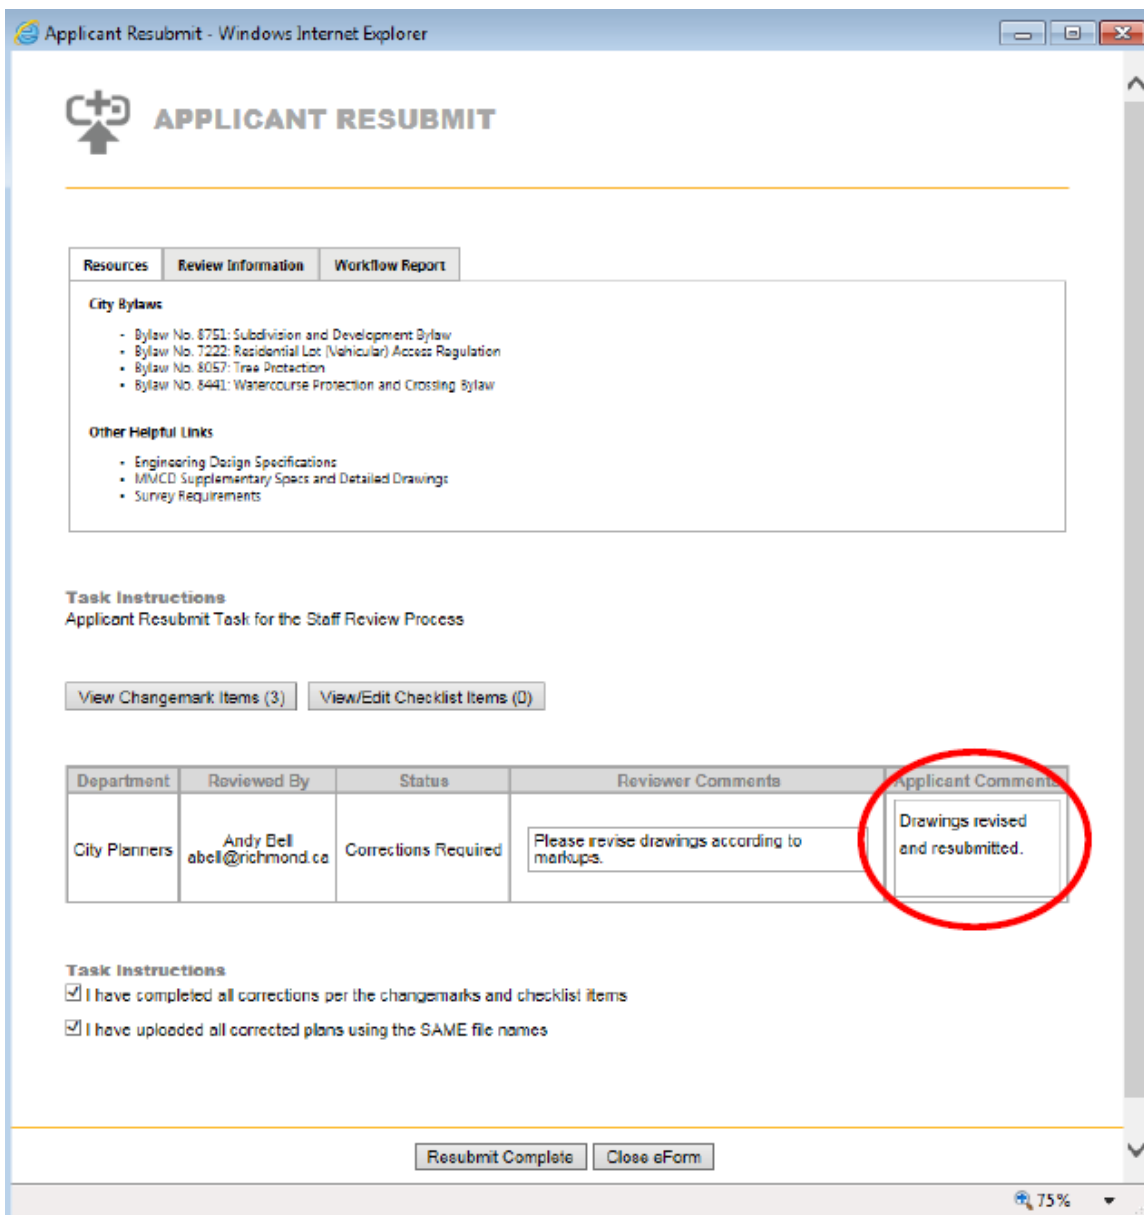 Applicant Resubmit - Windows Internet Explorer
APPLICANT RESUBMIT
Resources Review Information Workflow Report
City Bylaws
• Bylaw No. 8751: Subdivision and Development Bylaw
• Bylaw No. 7222: Residential Lot (Vehicular) Access Regulation
• Bylaw No. 8057: Tree Protection
• Bylaw No. 8441: Watercourse Protection and Crossing Bylaw
Other Helpful Links
• Engineering Design Specifications
• MMCD Supplementary Specs and Detailed Drawings
• Survey Requirements
Task Instructions
Applicant Resubmit Task for the Staff Review Process
View Changemark Items (3) View/Edit Checklist Items (0)
Department Reviewed By Status Reviewer Comments Applicant Comments
City Planners
Andy Bell
abell@richmond.ca
Corrections Required
Please revise drawings according to
markups.
Drawings revised
and resubmitted.
Task Instructions
I have completed all corrections per the changemarks and checklist items
I have uploaded all corrected plans using the SAME file names
Resubmit Complete Close eForm
75%